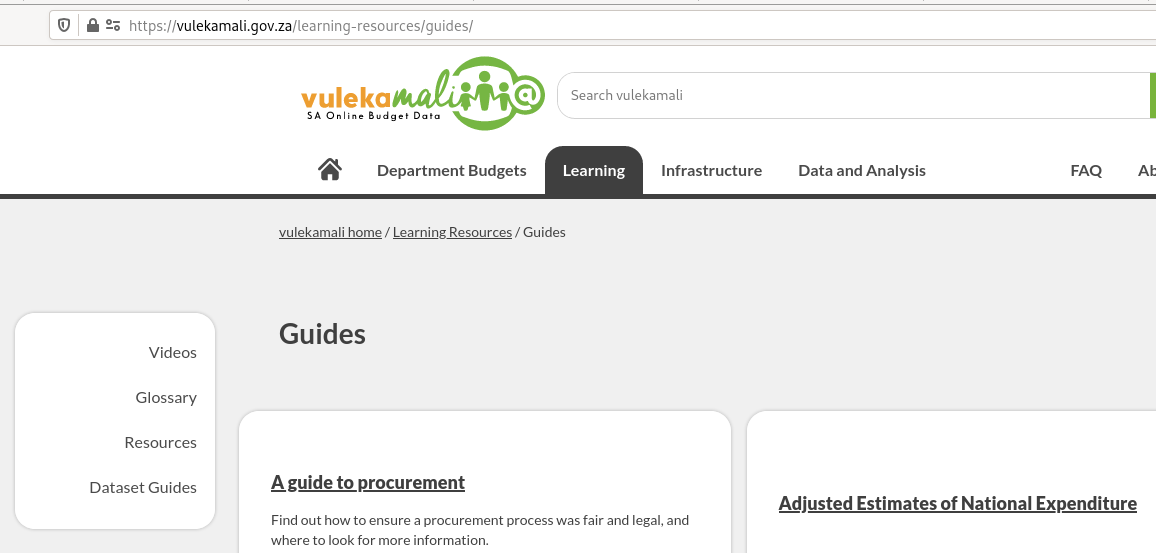 https://vulekamali.gov.za/learning-resources/guides/
vulekamali
SA Online Budget Data
Search vulekamali
Department Budgets Learning Infrastructure Data and Analysis FAQ Ab
vulekamali home / Learning Resources / Guides
Guides
Videos
Glossary
Resources
Dataset Guides
A guide to procurement
Find out how to ensure a procurement process was fair and legal, and
where to look for more information.
Adjusted Estimates of National Expenditure